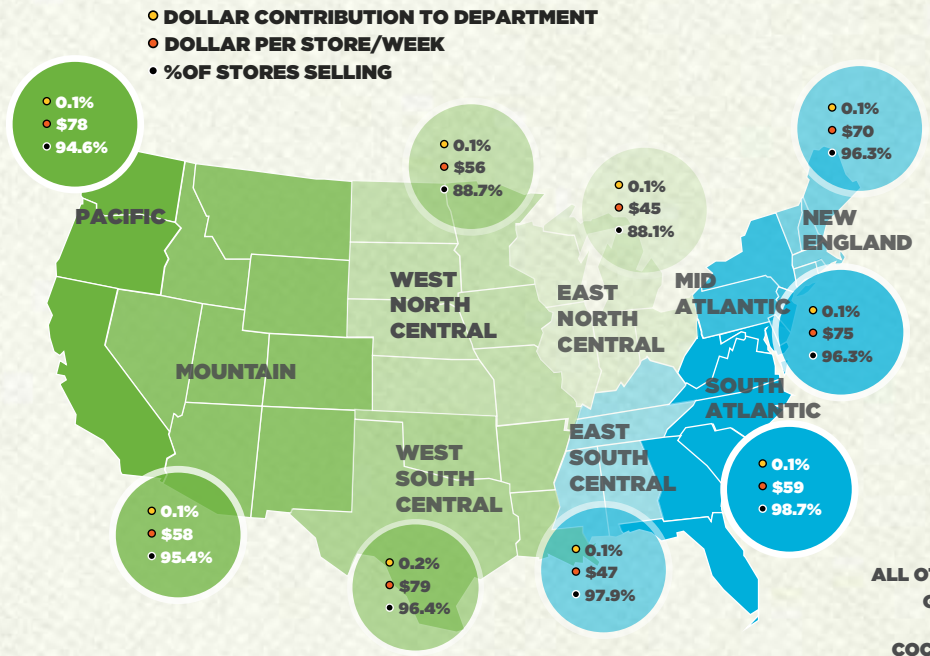 DOLLAR CONTRIBUTION TO DEPARTMENT
DOLLAR PER STORE/WEEK
%OF STORES SELLING
0.1%
$78
94.6%
PACIFIC
0.1%
$56
88.7%
WEST
NORTH
CENTRAL
0.1%
$45
88.1%
EAST
NORTH
CENTRAL
0.1%
$70
96.3%
NEW
ENGLAND
MID
ATLANTIC
0.1%
$75
96.3%
MOUNTAIN
0.1%
$58
95.4%
WEST
SOUTH
CENTRAL
0.2%
$79
96.4%
EAST
SOUTH
CENTRAL
0.1%
$47
97.9%
SOUTH
ATLANTIC
0.1%
$59
98.7%
ALL